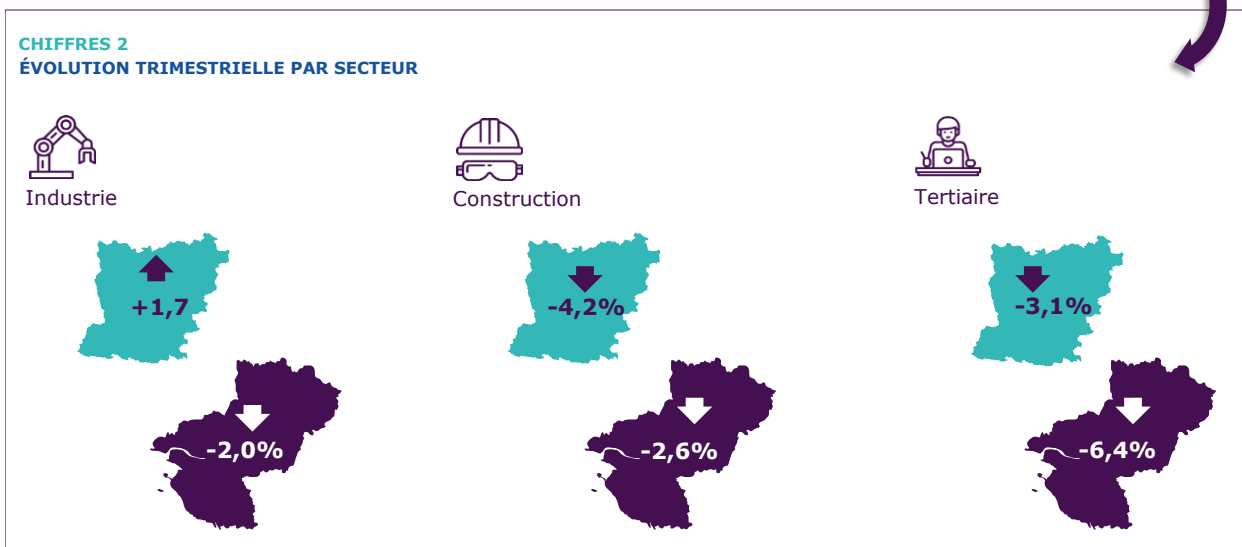 CHIFFRES 2
ÉVOLUTION TRIMESTRIELLE PAR SECTEUR
Industrie
Construction
Tertiaire
+1,7
-4,2%
-3,1%
-2,0%
-2,6%
-6,4%